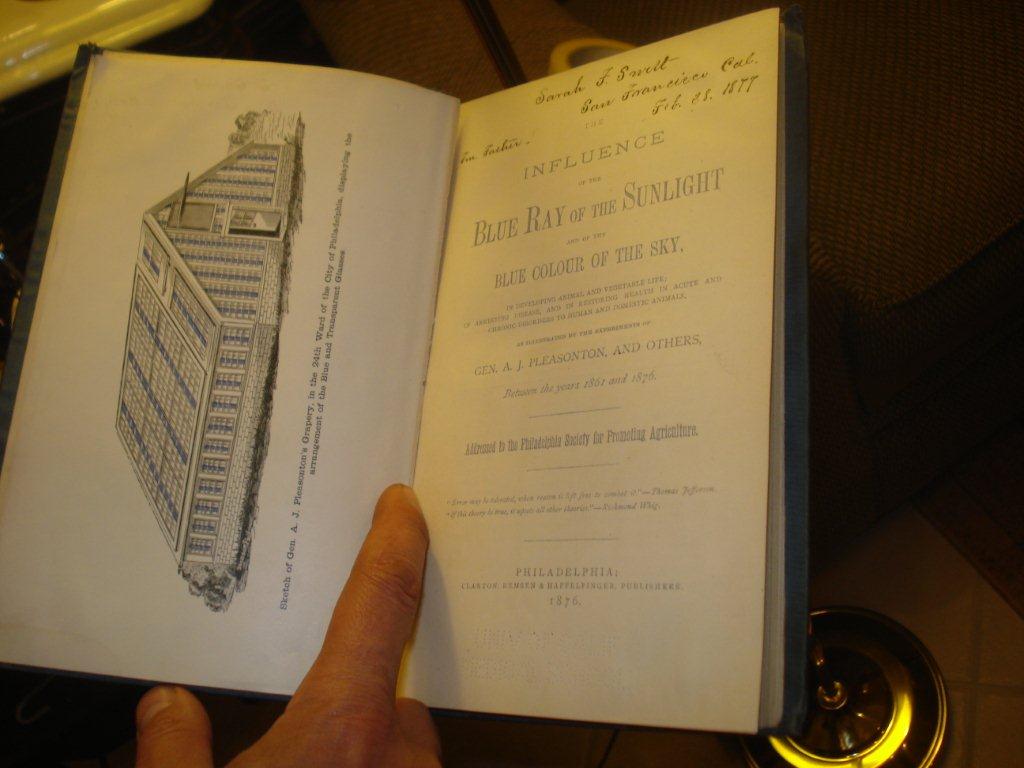 Sketch of Gen. A. J. Pleasonton's Grapery, in the 24th Ward of the City of Philadelphia, displaying the
arrangement of the Blue and Transparent Glasses
Sarah F. Swett
San Francisco Cal.
Feb. 28. 1877
THE
INFLUENCE
OF THE
BLUE RAY OF THE SUNLIGHT
AND OF THE
BLUE COLOUR OF THE SKY,
IN DEVELOPING ANIMAL AND VEGETABLE LIFE;
IN ARRESTING DISEASE, AND IN RESTORING HEALTH IN ACUTE AND
CHRONIC DISORDERS TO HUMAN AND DOMESTIC ANIMALS.
AS ILLUSTRATED BY THE EXPERIMENTS OF
GEN. A. J. PLEASONTON, AND OTHERS,
Between the years 1861 and 1876.
Addressed to the Philadelphia Society for Promoting Agriculture.
"Error may be tolerated, when reason is left free to combat it."—Thomas Jefferson.
"If this theory be true, it upsets all other theories."—Richmond Whig.
PHILADELPHIA:
CLAXTON, REMSEN & HAFFELFINGER, PUBLISHERS.
1876.